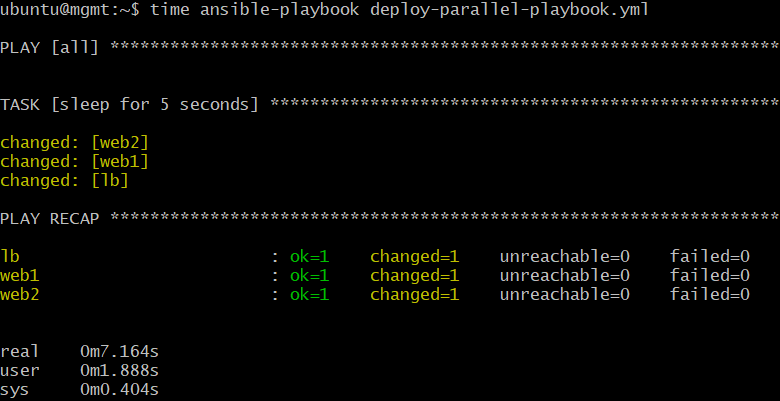 ubuntu@mgmt:~$ time ansible-playbook deploy-parallel-playbook.yml
PLAY [all] *******************************************************************
TASK [sleep for 5 seconds] ***************************************************
changed: [web2]
changed: [web1]
changed: [lb]
PLAY RECAP *******************************************************************
lb : ok=1 changed=1 unreachable=0 failed=0
web1 : ok=1 changed=1 unreachable=0 failed=0
web2 : ok=1 changed=1 unreachable=0 failed=0
real 0m7.164s
user 0m1.888s
sys 0m0.404s